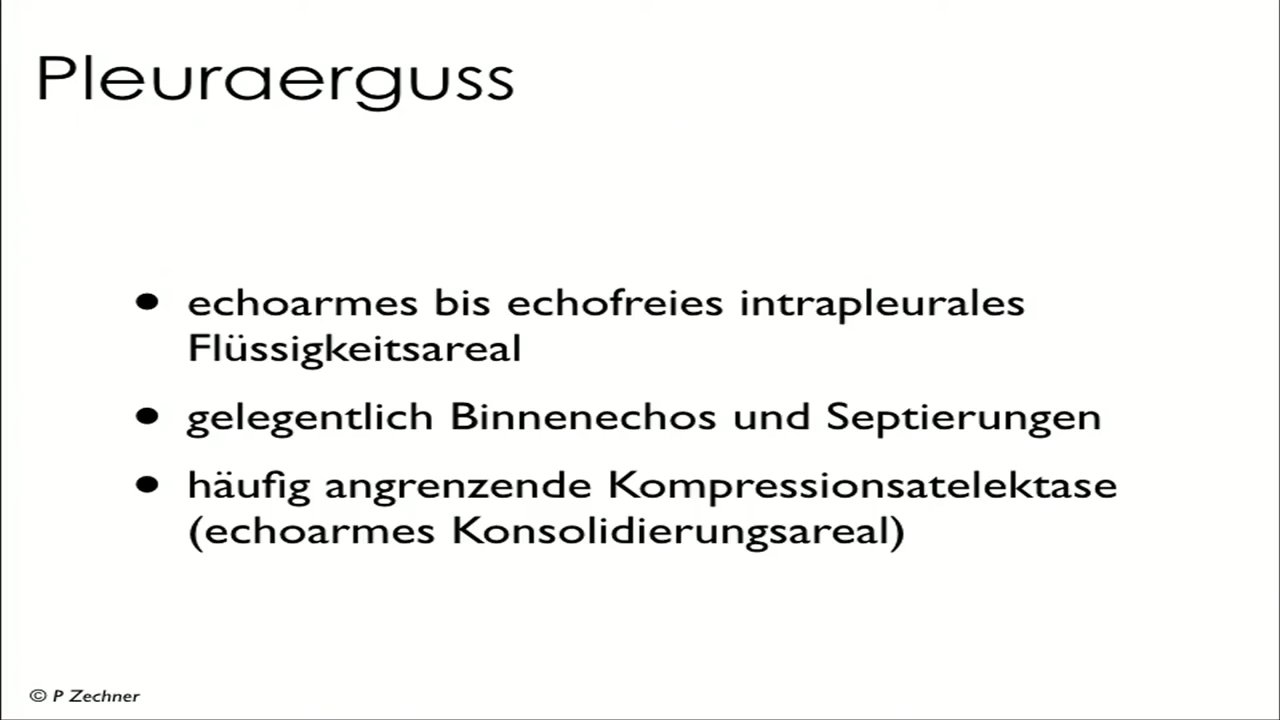 Pleuraerguss
• echoarmes bis echofreies intrapleurales
Flüssigkeitsareal
• gelegentlich Binnenechos und Septierungen
• häufig angrenzende Kompressionsatelektase
(echoarmes Konsolidierungsareal)
© P Zechner